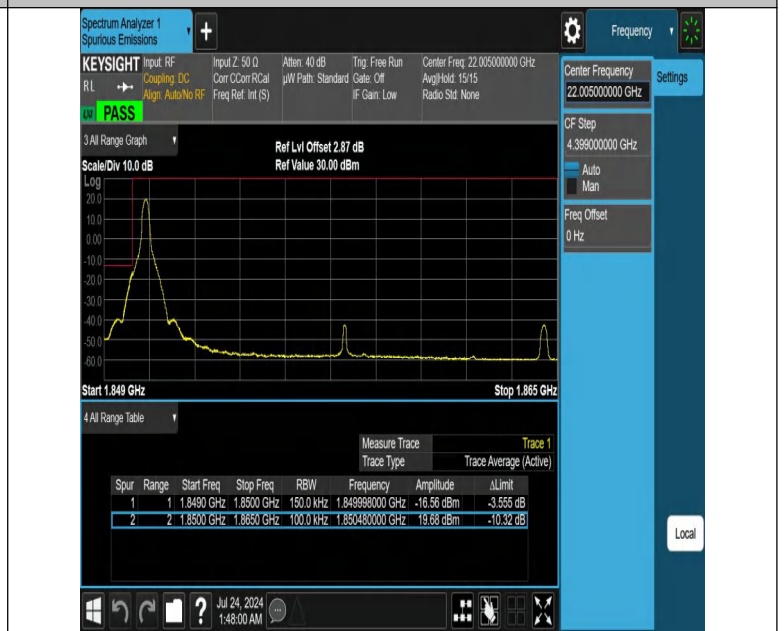 Spectrum Analyzer 1
Spurious Emissions
+
Frequency
KEYSIGHT Input: RF Input Z: 50 Ω Atten: 40 dB Trig: Free Run Center Freq: 22.005000000 GHz
RL Coupling: DC Corr CCorr RCal µW Path: Standard Gate: Off Avg|Hold: 15/15
Align: Auto/No RF Freq Ref: Int (S) IF Gain: Low Radio Std: None
PASS
Center Frequency
22.005000000 GHz
Settings
CF Step
4.399000000 GHz
Auto
Man
Freq Offset
0 Hz
3 All Range Graph
Ref Lvl Offset 2.87 dB
Scale/Div 10.0 dB Ref Value 30.00 dBm
Log
20.0
10.0
0.00
-10.0
-20.0
-30.0
-40.0
-50.0
-60.0
Start 1.849 GHz Stop 1.865 GHz
4 All Range Table
Measure Trace Trace 1
Trace Type Trace Average (Active)
Spur Range Start Freq Stop Freq RBW Frequency Amplitude ΔLimit
1 1 1.8490 GHz 1.8500 GHz 150.0 kHz 1.849998000 GHz -16.56 dBm -3.555 dB
2 2 1.8500 GHz 1.8650 GHz 100.0 kHz 1.850480000 GHz 19.68 dBm -10.32 dB
Local
? Jul 24, 2024
1:48:00 AM